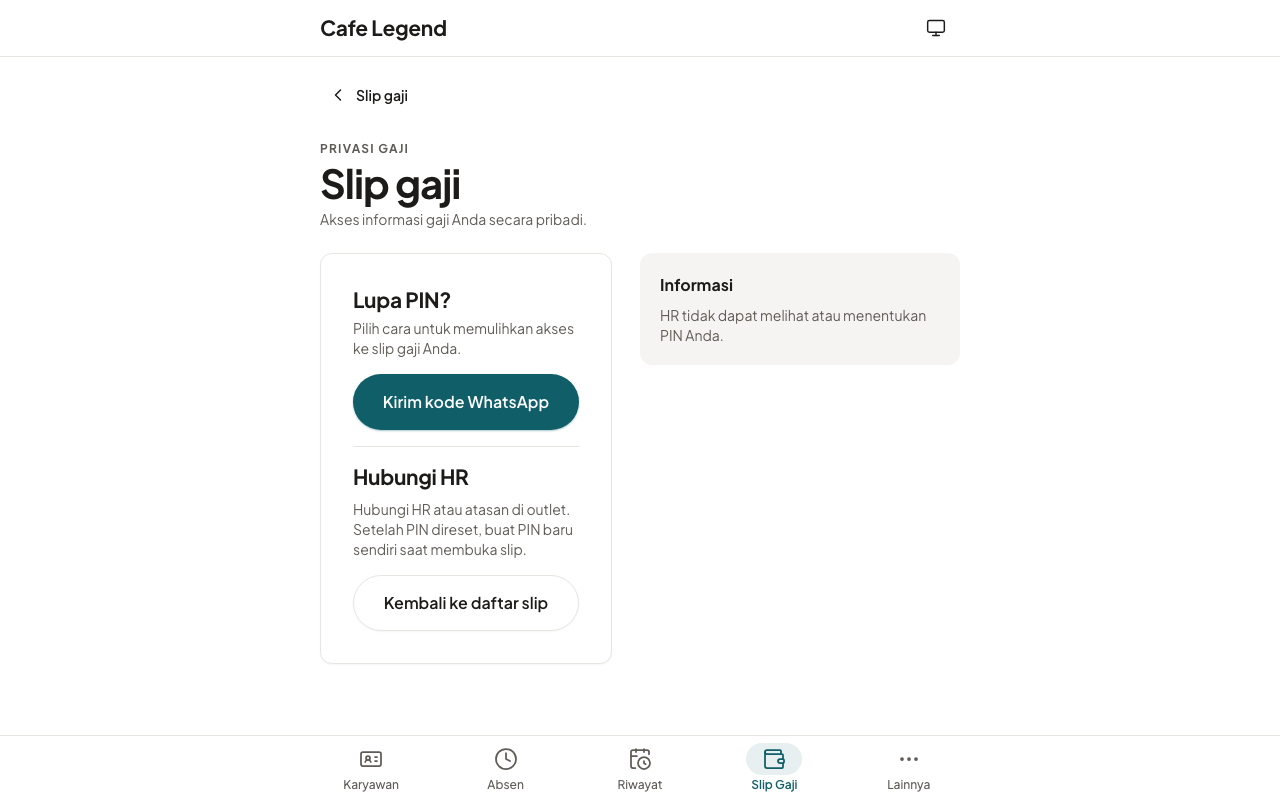 Cafe Legend
Slip gaji
PRIVASI GAJI
Slip gaji
Akses informasi gaji Anda secara pribadi.
Lupa PIN?
Pilih cara untuk memulihkan akses
ke slip gaji Anda.
Kirim kode WhatsApp
Hubungi HR
Hubungi HR atau atasan di outlet.
Setelah PIN direset, buat PIN baru
sendiri saat membuka slip.
Kembali ke daftar slip
Informasi
HR tidak dapat melihat atau menentukan
PIN Anda.
Karyawan
Absen
Riwayat
Slip Gaji
Lainnya